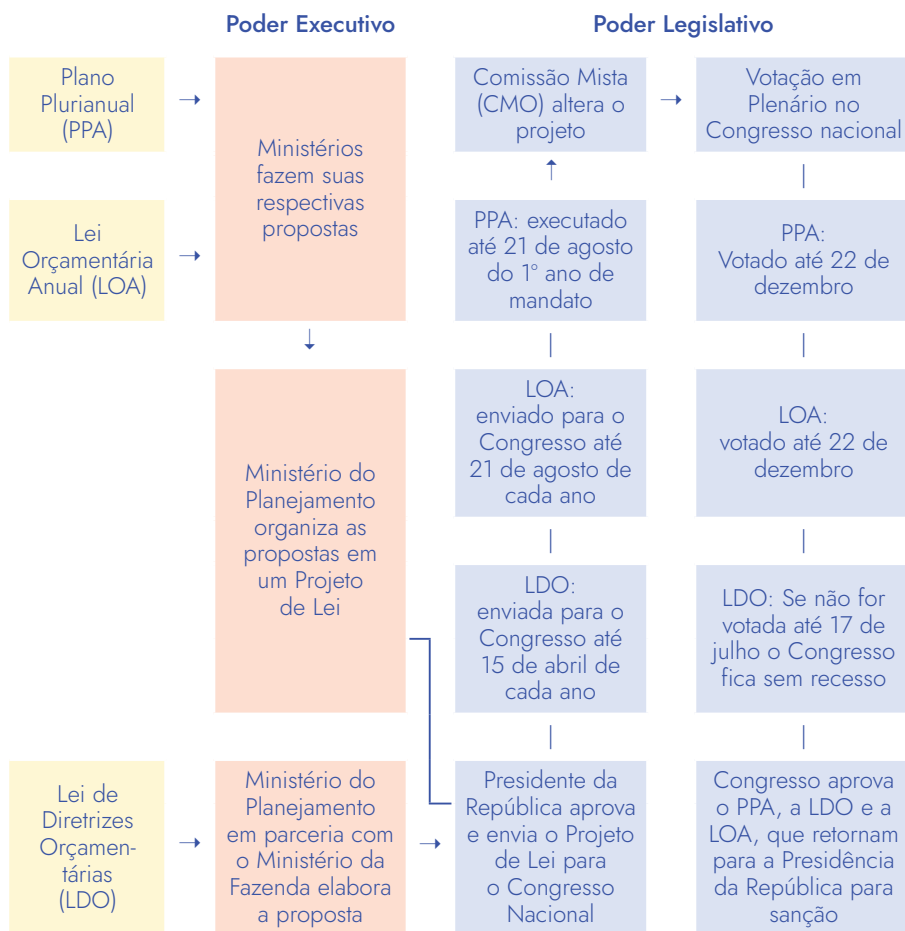 Poder Executivo
Poder Legislativo
Plano
Plurianual
(PPA)
Lei
Orçamentária
Anual (LOA)
Ministérios
fazem suas
respectivas
propostas
Ministério do
Planejamento
organiza as
propostas em
um Projeto
de Lei
Lei de
Diretrizes
Orçamen-
tárias
(LDO)
Ministério do
Planejamento
em parceria com
o Ministério da
Fazenda elabora
a proposta
Comissão Mista
(CMO) altera o
projeto
PPA: executado
até 21 de agosto
do 1º ano de
mandato
LOA:
enviado para o
Congresso até
21 de agosto de
cada ano
LDO:
enviada para o
Congresso até
15 de abril de
cada ano
Presidente da
República aprova
e envia o Projeto
de Lei para
o Congresso
Nacional
Votação em
Plenário no
Congresso nacional
PPA:
Votado até 22 de
dezembro
LOA:
votado até 22 de
dezembro
LDO: Se não for
votada até 17 de
julho o Congresso
fica sem recesso
Congresso aprova
o PPA, a LDO e a
LOA, que retornam
para a Presidência
da República para
sanção